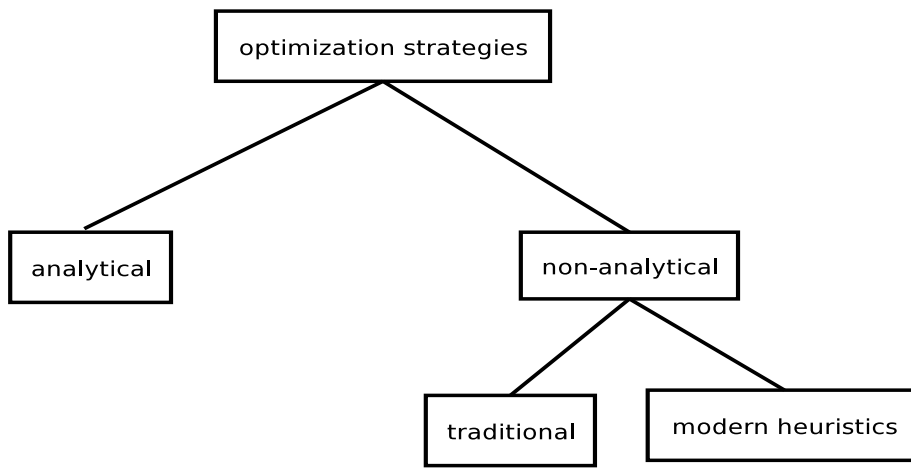 optimization strategies
analytical
non-analytical
traditional
modern heuristics